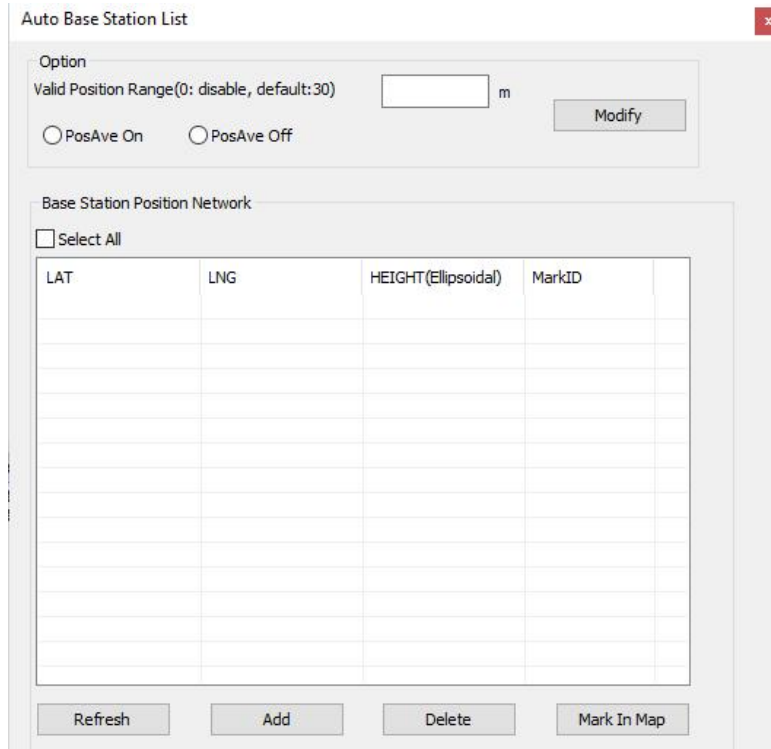 Auto Base Station List
x
Option
Valid Position Range(0: disable, default:30) m
Modify
PosAve On PosAve Off
Base Station Position Network
Select All
LAT LNG HEIGHT(Ellipsoidal) MarkID
Refresh Add Delete Mark In Map